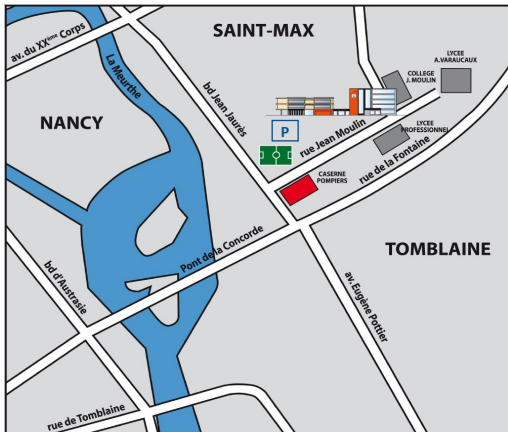 SAINT-MAX
av. du XXème Corps
La Meurthe
bd Jean Jaurès
LYCEE
A.VARAUCAUX
COLLEGE
J. MOULIN
NANCY
P
rue Jean Moulin
LYCEE
PROFESSIONNEL
rue de la Fontaine
CASERNE
POMPIERS
TOMBLAINE
Pont de la Concorde
bd d'Austrasie
av. Eugène Pottier
rue de Tomblaine